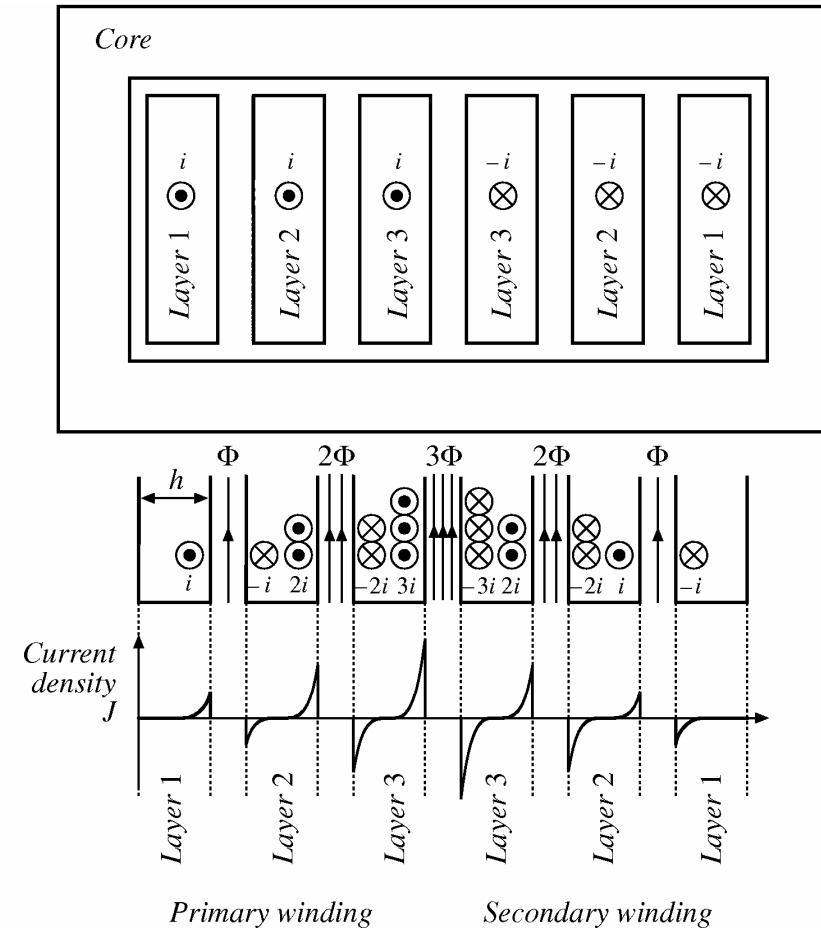 Core
i i i – i – i – i
Layer 1 Layer 2 Layer 3 Layer 3 Layer 2 Layer 1
Φ 2Φ 3Φ 2Φ Φ
h
i – i 2i –2i 3i –3i 2i –2i i –i
Current
density
J
Layer 1 Layer 2 Layer 3 Layer 3 Layer 2 Layer 1
Primary winding Secondary winding